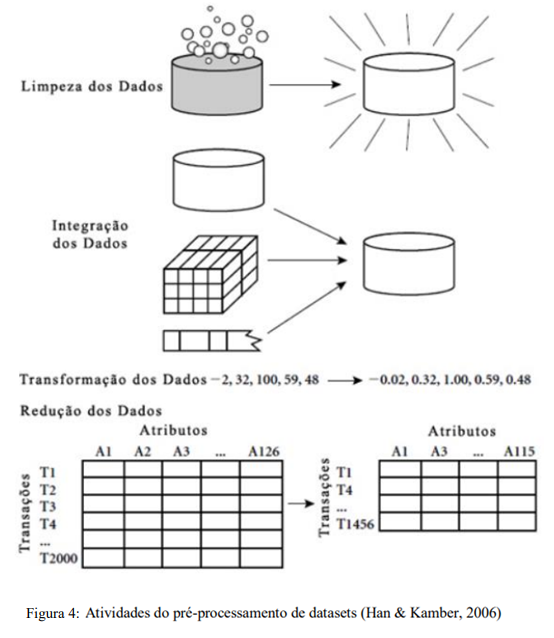 Limpeza dos Dados
Integração
dos Dados
Transformação dos Dados −2, 32, 100, 59, 48 −0.02, 0.32, 1.00, 0.59, 0.48
Redução dos Dados
Atributos
A1 A2 A3 ... A126
Transações
T1
T2
T3
T4
...
T2000
Atributos
A1 A3 ... A115
Transações
T1
T4
...
T1456
Figura 4: Atividades do pré-processamento de datasets (Han & Kamber, 2006)